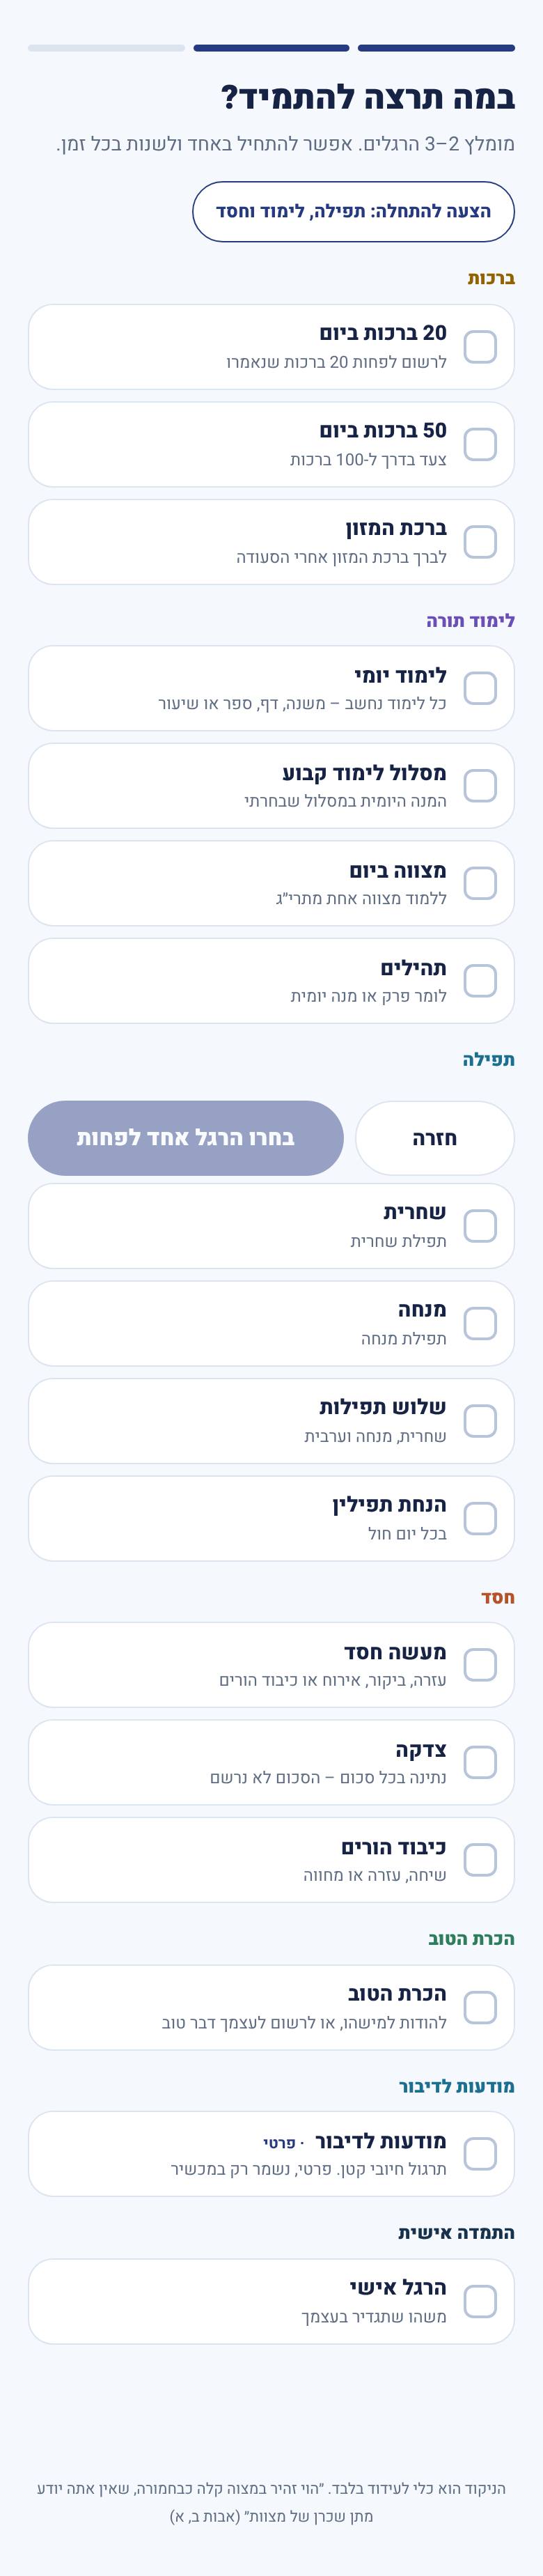 במה תרצה להתמיד?
מומלץ 2–3 הרגלים. אפשר להתחיל באחד ולשנות בכל זמן.
הצעה להתחלה: תפילה, לימוד וחסד
ברכות
20 ברכות ביום
לרשום לפחות 20 ברכות שנאמרו
50 ברכות ביום
צעד בדרך ל-100 ברכות
ברכת המזון
לברך ברכת המזון אחרי הסעודה
לימוד תורה
לימוד יומי
כל לימוד נחשב – משנה, דף, ספר או שיעור
מסלול לימוד קבוע
המנה היומית במסלול שבחרתי
מצווה ביום
ללמוד מצווה אחת מתרי״ג
תהילים
לומר פרק או מנה יומית
תפילה
חזרה
בחרו הרגל אחד לפחות
שחרית
תפילת שחרית
מנחה
תפילת מנחה
שלוש תפילות
שחרית, מנחה וערבית
הנחת תפילין
בכל יום חול
חסד
מעשה חסד
עזרה, ביקור, אירוח או כיבוד הורים
צדקה
נתינה בכל סכום – הסכום לא נרשם
כיבוד הורים
שיחה, עזרה או מחווה
הכרת הטוב
הכרת הטוב
להודות למישהו, או לרשום לעצמך דבר טוב
מודעות לדיבור
מודעות לדיבור · פרטי
תרגול חיובי קטן. פרטי, נשמר רק במכשיר
התמדה אישית
הרגל אישי
משהו שתגדיר בעצמך
הניקוד הוא כלי לעידוד בלבד. ״הוי זהיר במצוה קלה כבחמורה, שאין אתה יודע
מתן שכרן של מצוות״ (אבות ב, א)